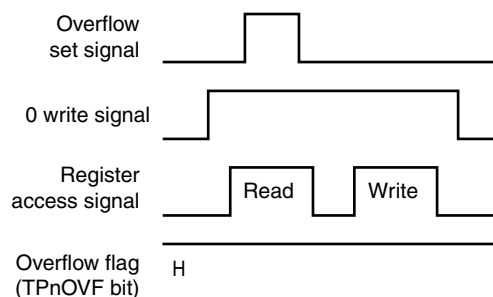 Overflow
set signal
0 write signal
Register
access signal
Read
Write
Overflow flag
(TPnOVF bit)
H